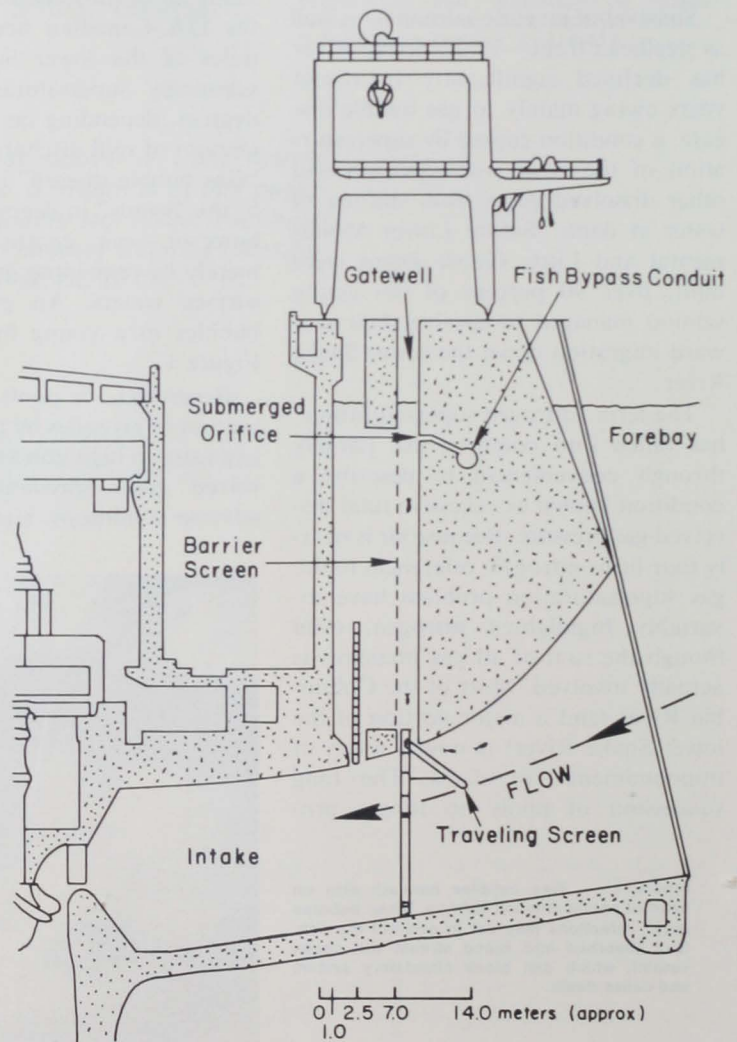 Gatewell
Fish Bypass Conduit
Submerged
Orifice
Forebay
Barrier
Screen
FLOW
Traveling Screen
Intake
0 2.5 7.0 14.0 meters (approx)
1.0